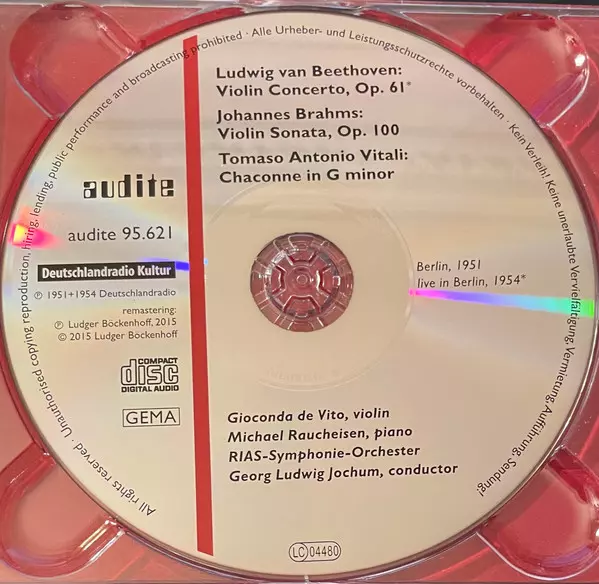 All rights reserved · Unauthorised copying reproduction, hiring, lending, public performance and broadcasting prohibited · Alle Urheber- und Leistungsschutzrechte vorbehalten · Kein Verleih! Keine unerlaubte Vervielfältigung, Vermietung, Aufführung, Sendung!
Ludwig van Beethoven:
Violin Concerto, Op. 61*
Johannes Brahms:
Violin Sonata, Op. 100
Tomaso Antonio Vitali:
Chaconne in G minor
audite
audite 95.621
Deutschlandradio Kultur
℗ 1951+1954 Deutschlandradio
remastering:
℗ Ludger Böckenhoff, 2015
© 2015 Ludger Böckenhoff
COMPACT
disc
DIGITAL AUDIO
GEMA
Berlin, 1951
live in Berlin, 1954*
Gioconda de Vito, violin
Michael Raucheisen, piano
RIAS-Symphonie-Orchester
Georg Ludwig Jochum, conductor
LC 04480